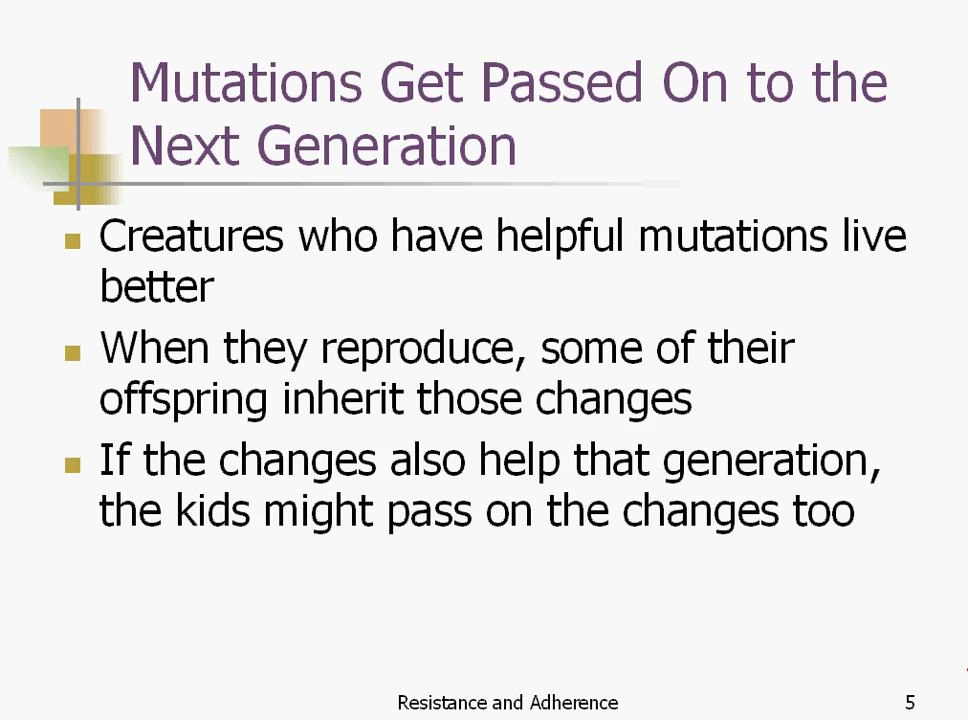 Mutations Get Passed On to the
Next Generation
Creatures who have helpful mutations live
better
When they reproduce, some of their
offspring inherit those changes
If the changes also help that generation,
the kids might pass on the changes too
Resistance and Adherence
5